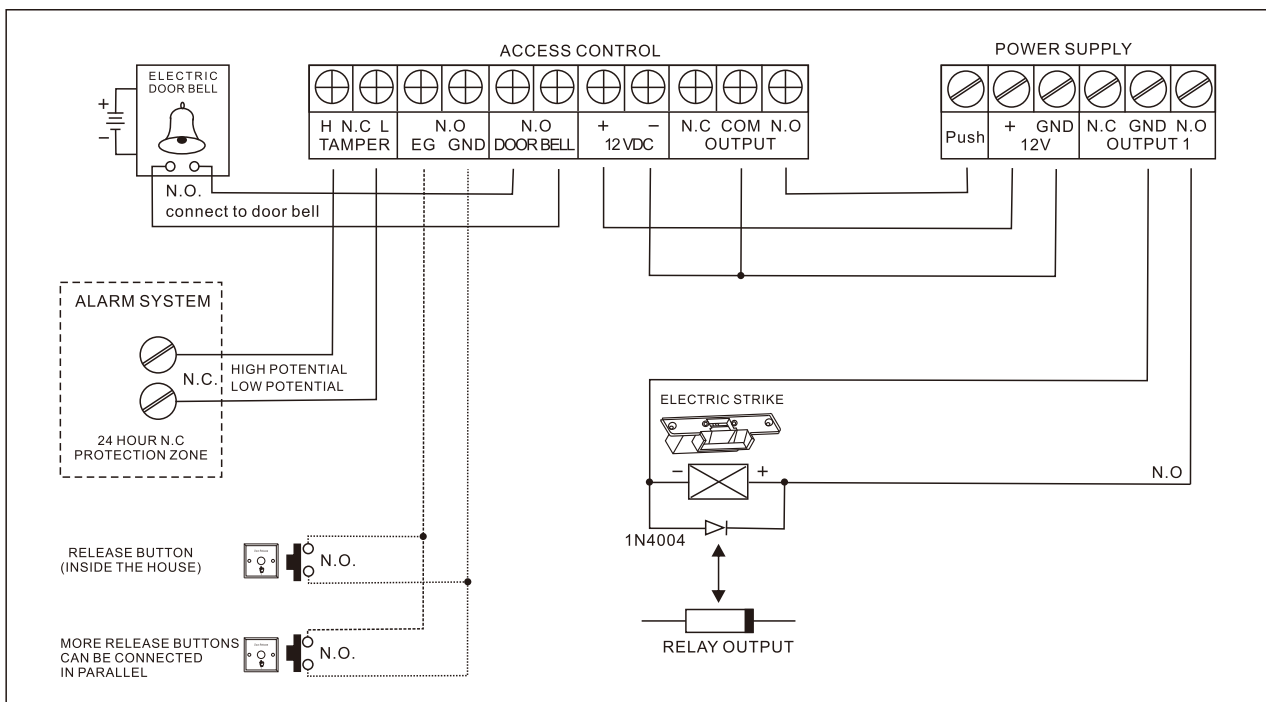 ACCESS CONTROL
POWER SUPPLY
ELECTRIC
DOOR BELL
+
−
H N.C L
TAMPER
N.O
EG GND
N.O
DOOR BELL
+ −
12 VDC
N.C COM N.O
OUTPUT
Push
+ GND
12V
N.C GND N.O
OUTPUT 1
N.O.
connect to door bell
ALARM SYSTEM
N.C.
HIGH POTENTIAL
LOW POTENTIAL
24 HOUR N.C
PROTECTION ZONE
ELECTRIC STRIKE
− +
N.O
1N4004
RELAY OUTPUT
RELEASE BUTTON
(INSIDE THE HOUSE)
N.O.
MORE RELEASE BUTTONS
CAN BE CONNECTED
IN PARALLEL
N.O.